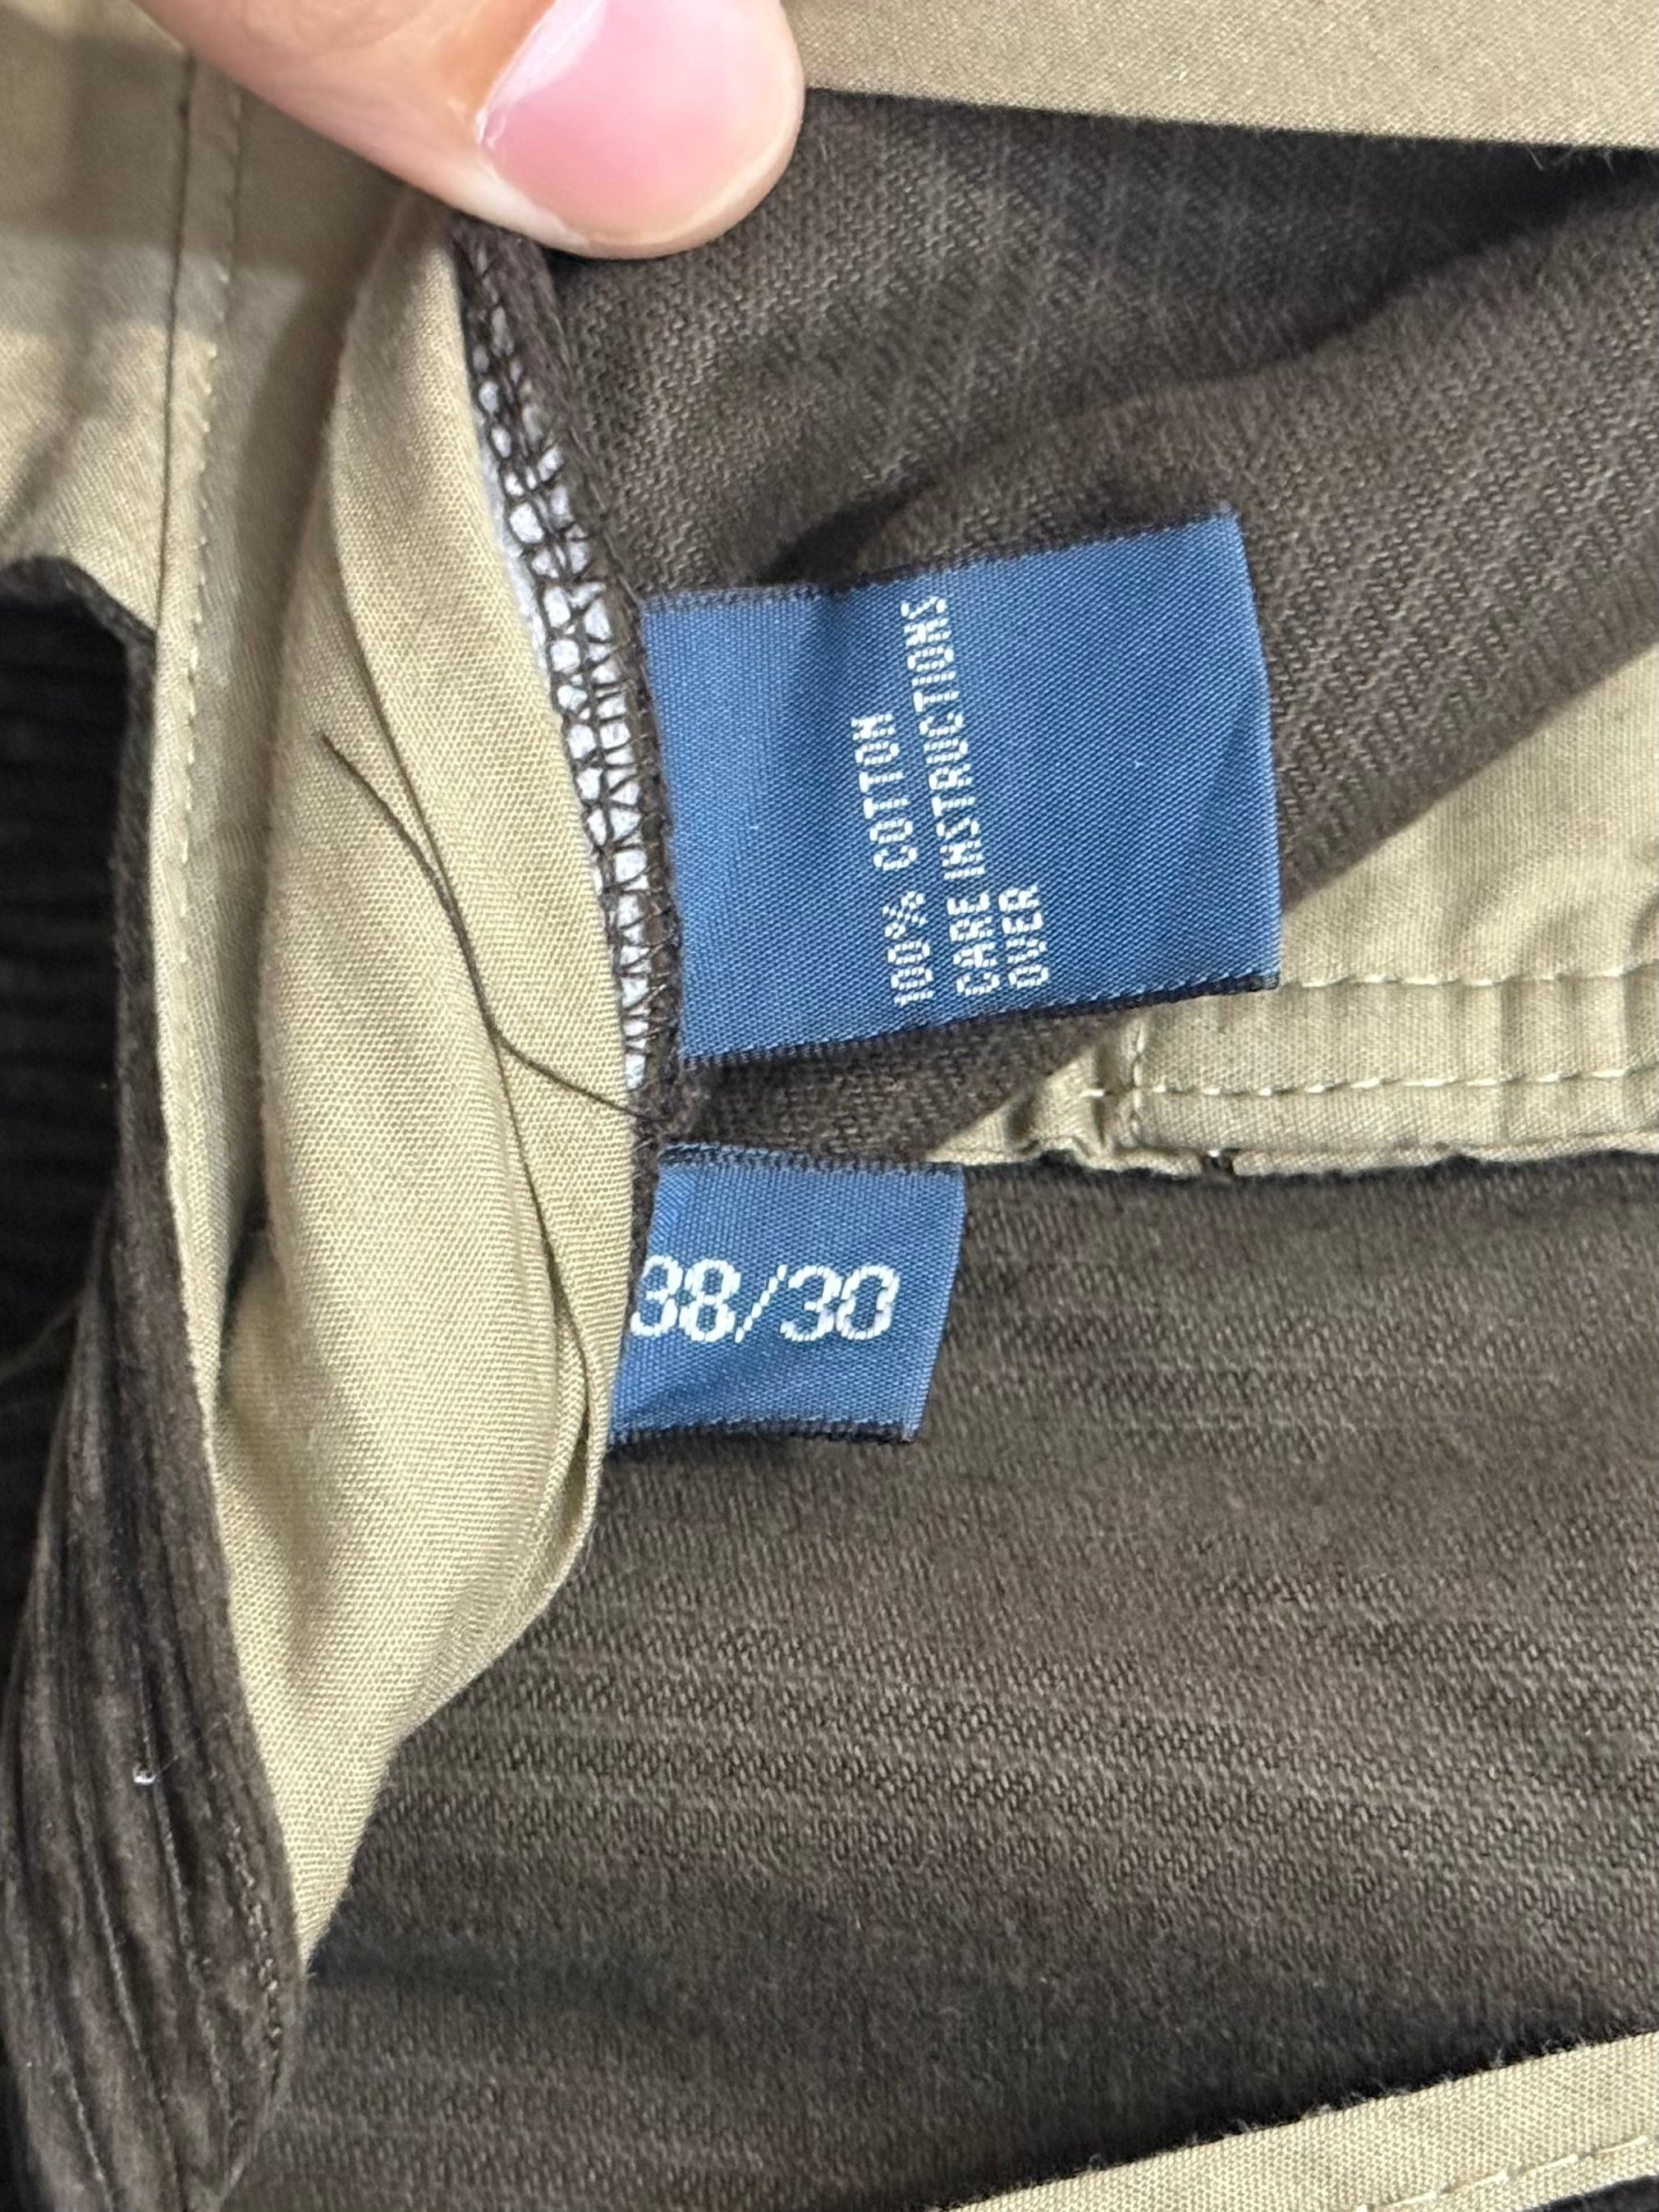 100% COTTON
CARE INSTRUCTIONS
OVER
38/30